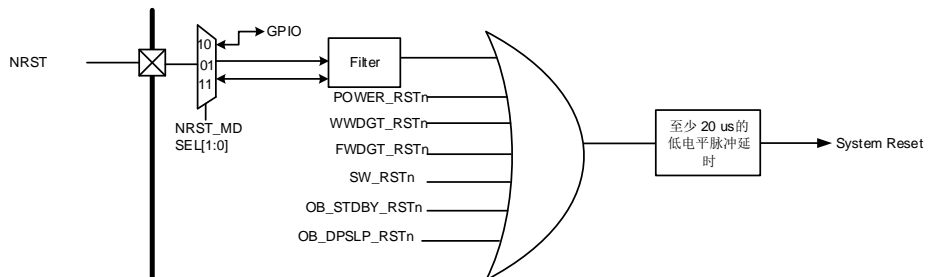 GPIO
10
NRST
01
Filter
11
POWER_RSTn
NRST_MD
SEL[1:0]
WWDGT_RSTn
FWDGT_RSTn
SW_RSTn
OB_STDBY_RSTn
OB_DPSLP_RSTn
至少 20 us的
低电平脉冲延
时
System Reset